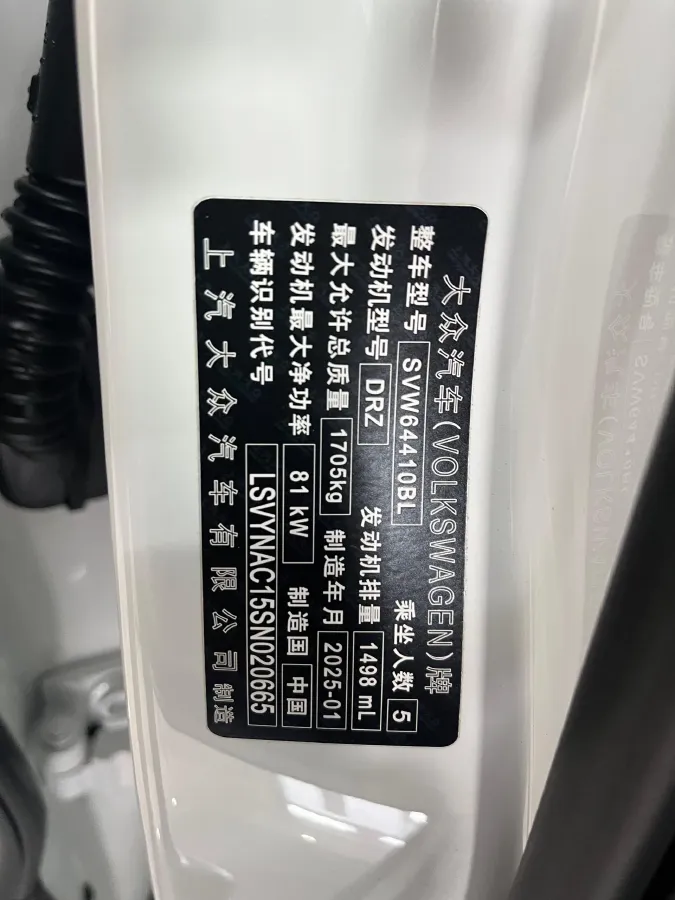 大众汽车(VOLKSWAGEN)牌
整车型号 SVW64410BL 乘坐人数 5
发动机型号 DRZ 发动机排量 1498 mL
最大允许总质量 1705kg 制造年月 2025-01
发动机最大净功率 81 kW 制造国 中国
车辆识别代号 LSVYNAC15SN020665
上汽大众汽车有限公司制造